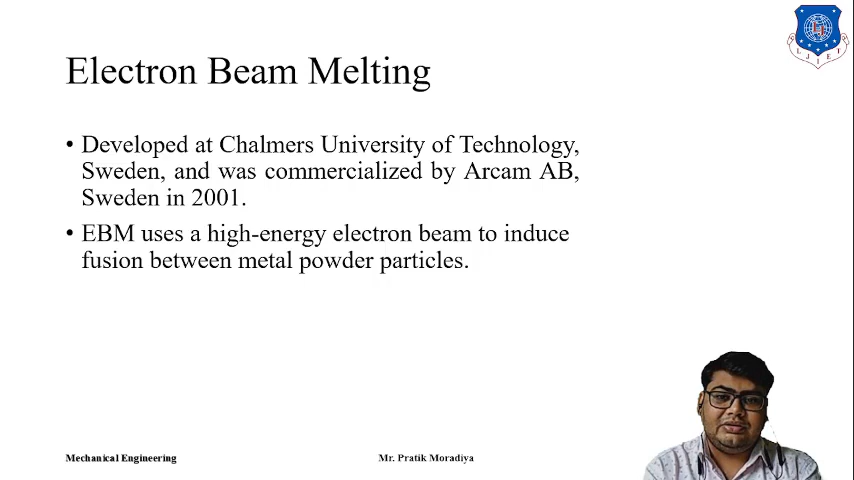 Electron Beam Melting
• Developed at Chalmers University of Technology,
Sweden, and was commercialized by Arcam AB,
Sweden in 2001.
• EBM uses a high-energy electron beam to induce
fusion between metal powder particles.
Mechanical Engineering
Mr. Pratik Moradiya